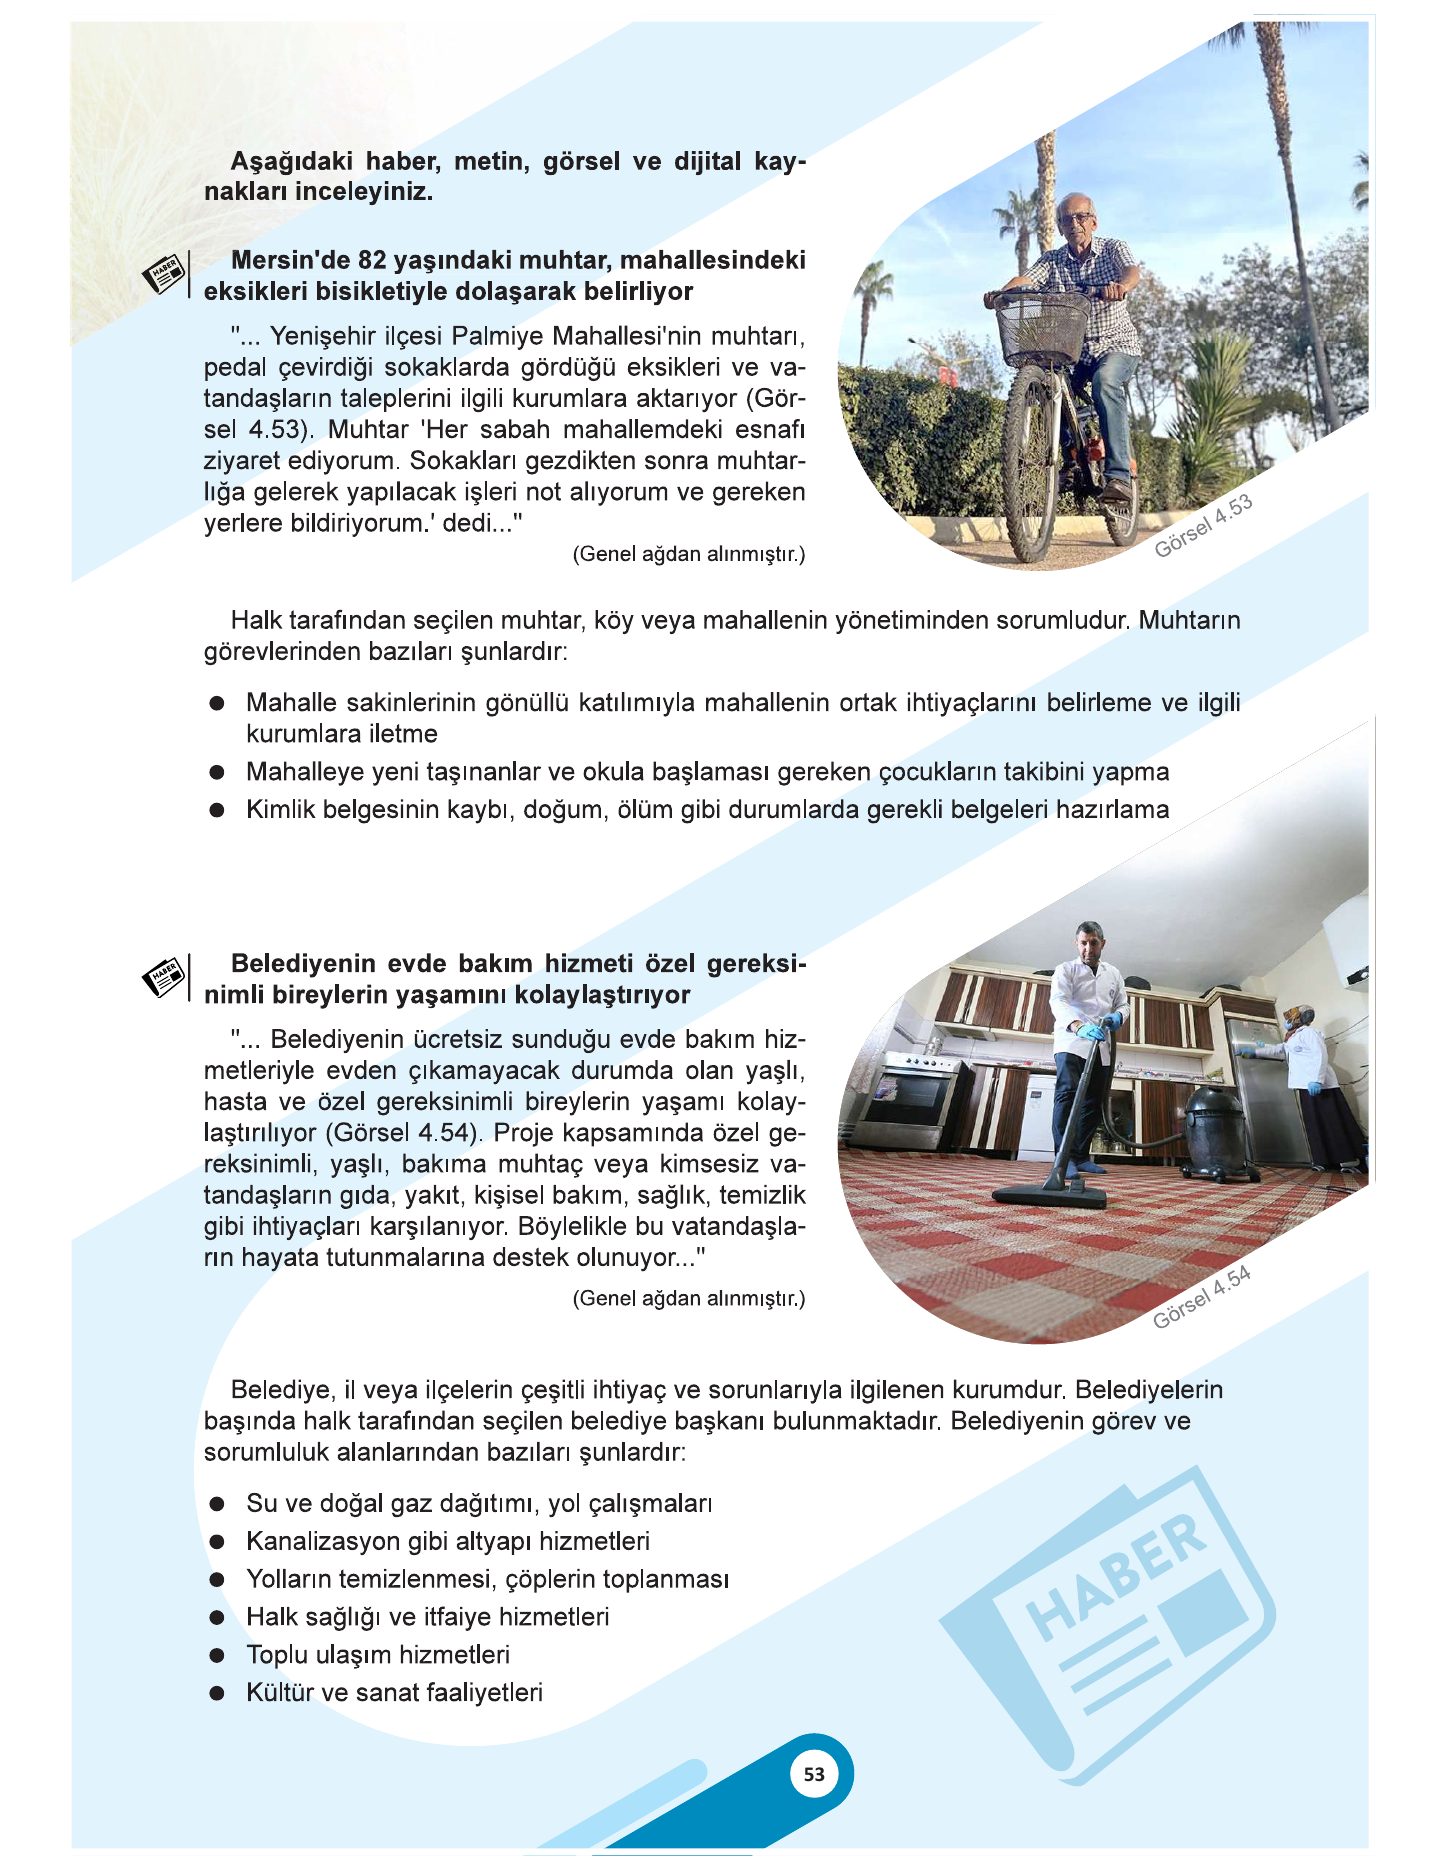 Aşağıdaki haber, metin, görsel ve dijital kay-
nakları inceleyiniz.
HABER
Mersin'de 82 yaşındaki muhtar, mahallesindeki
eksikleri bisikletiyle dolaşarak belirliyor
"... Yenişehir ilçesi Palmiye Mahallesi'nin muhtarı,
pedal çevirdiği sokaklarda gördüğü eksikleri ve va-
tandaşların taleplerini ilgili kurumlara aktarıyor (Gör-
sel 4.53). Muhtar 'Her sabah mahallemdeki esnafı
ziyaret ediyorum. Sokakları gezdikten sonra muhtar-
lığa gelerek yapılacak işleri not alıyorum ve gereken
yerlere bildiriyorum.' dedi..."
(Genel ağdan alınmıştır.)
Görsel 4.53
Halk tarafından seçilen muhtar, köy veya mahallenin yönetiminden sorumludur. Muhtarın
görevlerinden bazıları şunlardır:
● Mahalle sakinlerinin gönüllü katılımıyla mahallenin ortak ihtiyaçlarını belirleme ve ilgili
kurumlara iletme
● Mahalleye yeni taşınanlar ve okula başlaması gereken çocukların takibini yapma
● Kimlik belgesinin kaybı, doğum, ölüm gibi durumlarda gerekli belgeleri hazırlama
HABER
Belediyenin evde bakım hizmeti özel gereksi-
nimli bireylerin yaşamını kolaylaştırıyor
"... Belediyenin ücretsiz sunduğu evde bakım hiz-
metleriyle evden çıkamayacak durumda olan yaşlı,
hasta ve özel gereksinimli bireylerin yaşamı kolay-
laştırılıyor (Görsel 4.54). Proje kapsamında özel ge-
reksinimli, yaşlı, bakıma muhtaç veya kimsesiz va-
tandaşların gıda, yakıt, kişisel bakım, sağlık, temizlik
gibi ihtiyaçları karşılanıyor. Böylelikle bu vatandaşla-
rın hayata tutunmalarına destek olunuyor..."
(Genel ağdan alınmıştır.)
Görsel 4.54
Belediye, il veya ilçelerin çeşitli ihtiyaç ve sorunlarıyla ilgilenen kurumdur. Belediyelerin
başında halk tarafından seçilen belediye başkanı bulunmaktadır. Belediyenin görev ve
sorumluluk alanlarından bazıları şunlardır:
● Su ve doğal gaz dağıtımı, yol çalışmaları
● Kanalizasyon gibi altyapı hizmetleri
● Yolların temizlenmesi, çöplerin toplanması
● Halk sağlığı ve itfaiye hizmetleri
● Toplu ulaşım hizmetleri
● Kültür ve sanat faaliyetleri
HABER
53